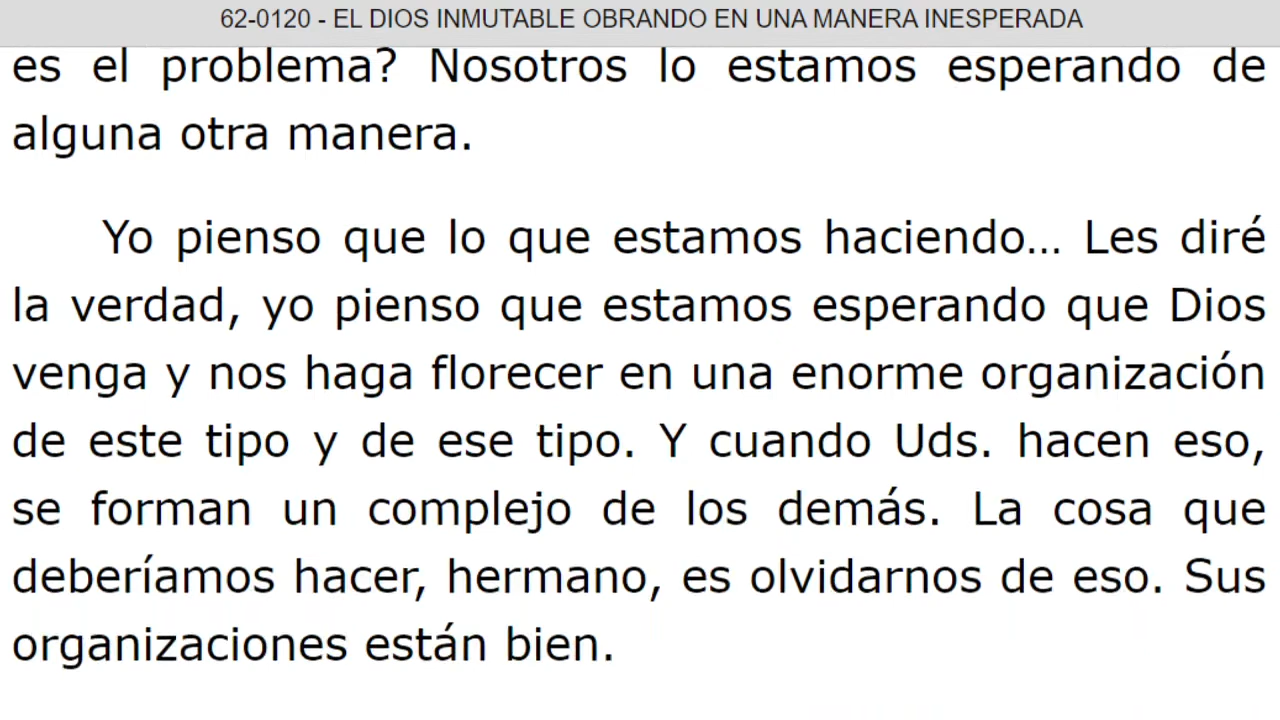 62-0120 - EL DIOS INMUTABLE OBRANDO EN UNA MANERA INESPERADA
es el problema? Nosotros lo estamos esperando de
alguna otra manera.
Yo pienso que lo que estamos haciendo... Les diré
la verdad, yo pienso que estamos esperando que Dios
venga y nos haga florecer en una enorme organización
de este tipo y de ese tipo. Y cuando Uds. hacen eso,
se forman un complejo de los demás. La cosa que
deberíamos hacer, hermano, es olvidarnos de eso. Sus
organizaciones están bien.